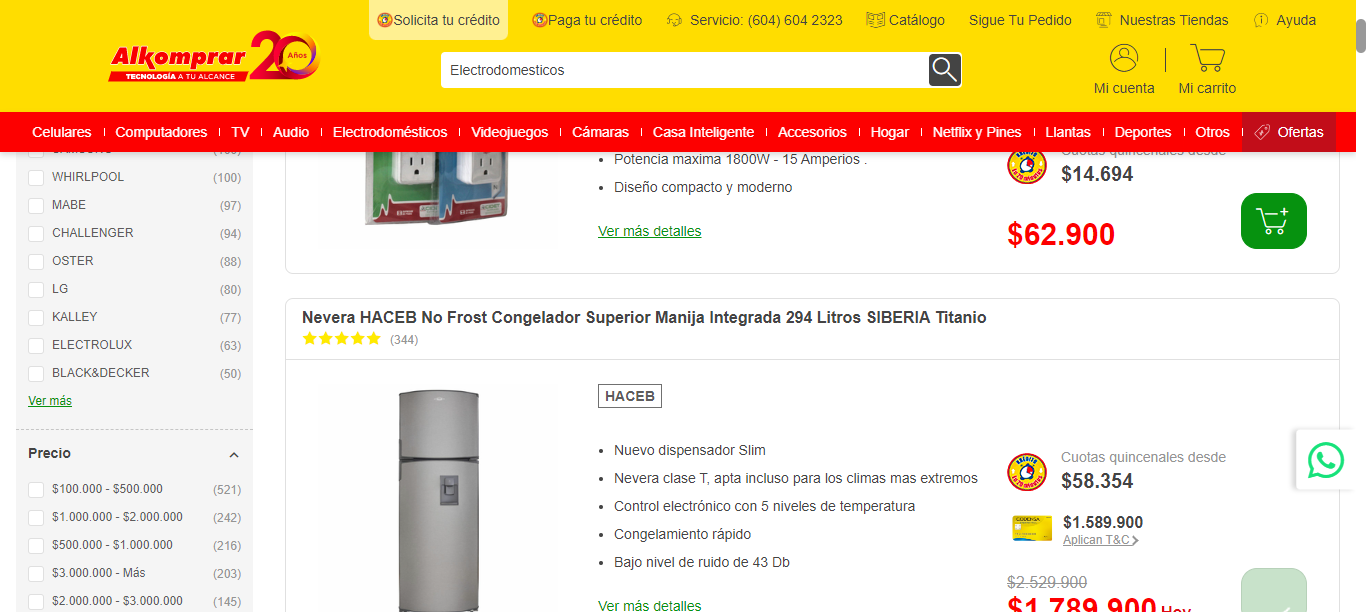 Solicita tu crédito
Paga tu crédito
Servicio: (604) 604 2323
Catálogo
Sigue Tu Pedido
Nuestras Tiendas
Ayuda
Alkomprar 20 Años
TECNOLOGÍA A TU ALCANCE
Electrodomesticos
Mi cuenta
Mi carrito
Celulares
Computadores
TV
Audio
Electrodomésticos
Videojuegos
Cámaras
Casa Inteligente
Accesorios
Hogar
Netflix y Pines
Llantas
Deportes
Otros
Ofertas
SAMSUNG
WHIRLPOOL (100)
MABE (97)
CHALLENGER (94)
OSTER (88)
LG (80)
KALLEY (77)
ELECTROLUX (63)
BLACK&DECKER (50)
Ver más
Precio
$100.000 - $500.000 (521)
$1.000.000 - $2.000.000 (242)
$500.000 - $1.000.000 (216)
$3.000.000 - Más (203)
$2.000.000 - $3.000.000 (145)
• Potencia maxima 1800W - 15 Amperios .
• Diseño compacto y moderno
Ver más detalles
Cuotas quincenales desde
$14.694
$62.900
Nevera HACEB No Frost Congelador Superior Manija Integrada 294 Litros SIBERIA Titanio
(344)
HACEB
• Nuevo dispensador Slim
• Nevera clase T, apta incluso para los climas mas extremos
• Control electrónico con 5 niveles de temperatura
• Congelamiento rápido
• Bajo nivel de ruido de 43 Db
Ver más detalles
Cuotas quincenales desde
$58.354
CODENSA
$1.589.900
Aplican T&C
$2.529.900
$1.789.900 Hoy